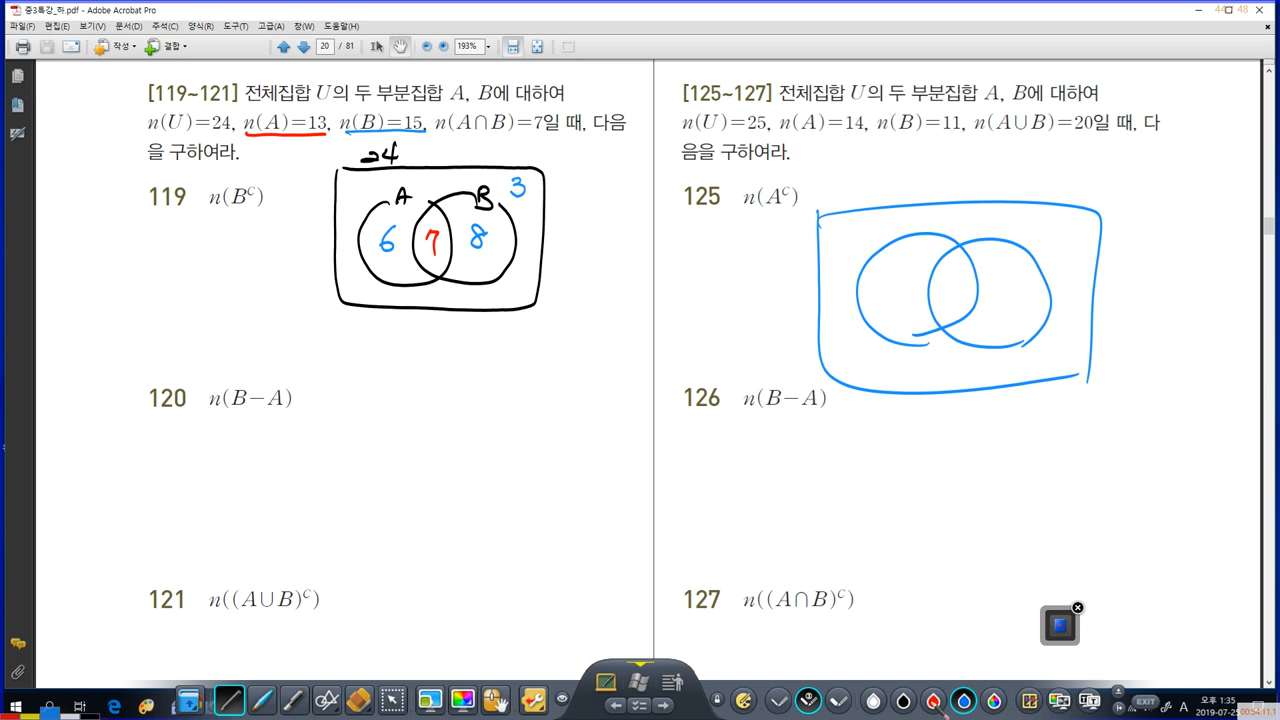 중3특강_하.pdf - Adobe Acrobat Pro
파일(F) 편집(E) 보기(V) 문서(D) 주석(C) 양식(R) 도구(T) 고급(A) 창(W) 도움말(H)
작성 결합 20 / 81 193%
[119~121] 전체집합 U의 두 부분집합 A, B에 대하여
n(U)=24, n(A)=13, n(B)=15, n(A∩B)=7일 때, 다음
을 구하여라.
24
119 n(Bᶜ)
A B 3
6 7 8
120 n(B−A)
121 n((A∪B)ᶜ)
[125~127] 전체집합 U의 두 부분집합 A, B에 대하여
n(U)=25, n(A)=14, n(B)=11, n(A∪B)=20일 때, 다
음을 구하여라.
125 n(Aᶜ)
126 n(B−A)
127 n((A∩B)ᶜ)
EXIT
A
오후 1:35
00:54:11.1